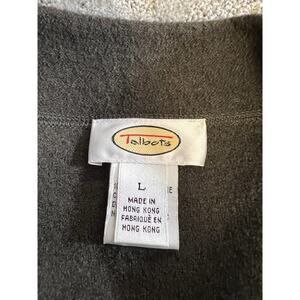 Talbots
L
MADE IN
HONG KONG
FABRIQUÉ EN
HONG KONG